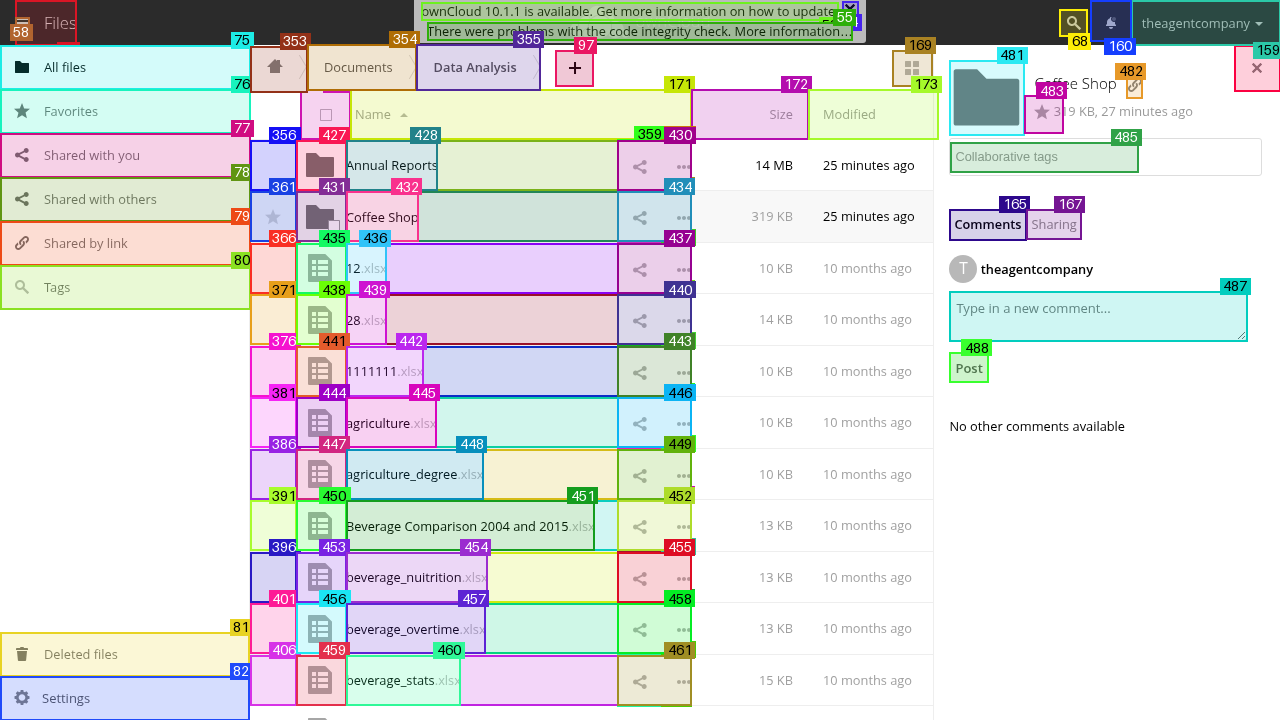 ownCloud 10.1.1 is available. Get more information on how to update
There were problems with the code integrity check. More information…
55
58
Files
68
160
theagentcompany
159
75
All files
76
Favorites
77
Shared with you
78
Shared with others
79
Shared by link
80
Tags
81
Deleted files
82
Settings
353
354
Documents
355
Data Analysis
97
+
169
171
Name
172
Size
173
Modified
356
427
428
359
430
Annual Reports
14 MB
25 minutes ago
361
431
432
434
Coffee Shop
319 KB
25 minutes ago
366
435
436
437
12.xlsx
10 KB
10 months ago
371
438
439
440
28.xlsx
14 KB
10 months ago
376
441
442
443
1111111.xlsx
10 KB
10 months ago
381
444
445
446
agriculture.xlsx
10 KB
10 months ago
386
447
448
449
agriculture_degree.xlsx
10 KB
10 months ago
391
450
451
452
Beverage Comparison 2004 and 2015.xlsx
13 KB
10 months ago
396
453
454
455
beverage_nuitrition.xlsx
13 KB
10 months ago
401
456
457
458
beverage_overtime.xlsx
13 KB
10 months ago
406
459
460
461
beverage_stats.xlsx
15 KB
10 months ago
481
482
Coffee Shop
483
319 KB, 27 minutes ago
485
Collaborative tags
165
Comments
167
Sharing
T
theagentcompany
487
Type in a new comment…
488
Post
No other comments available